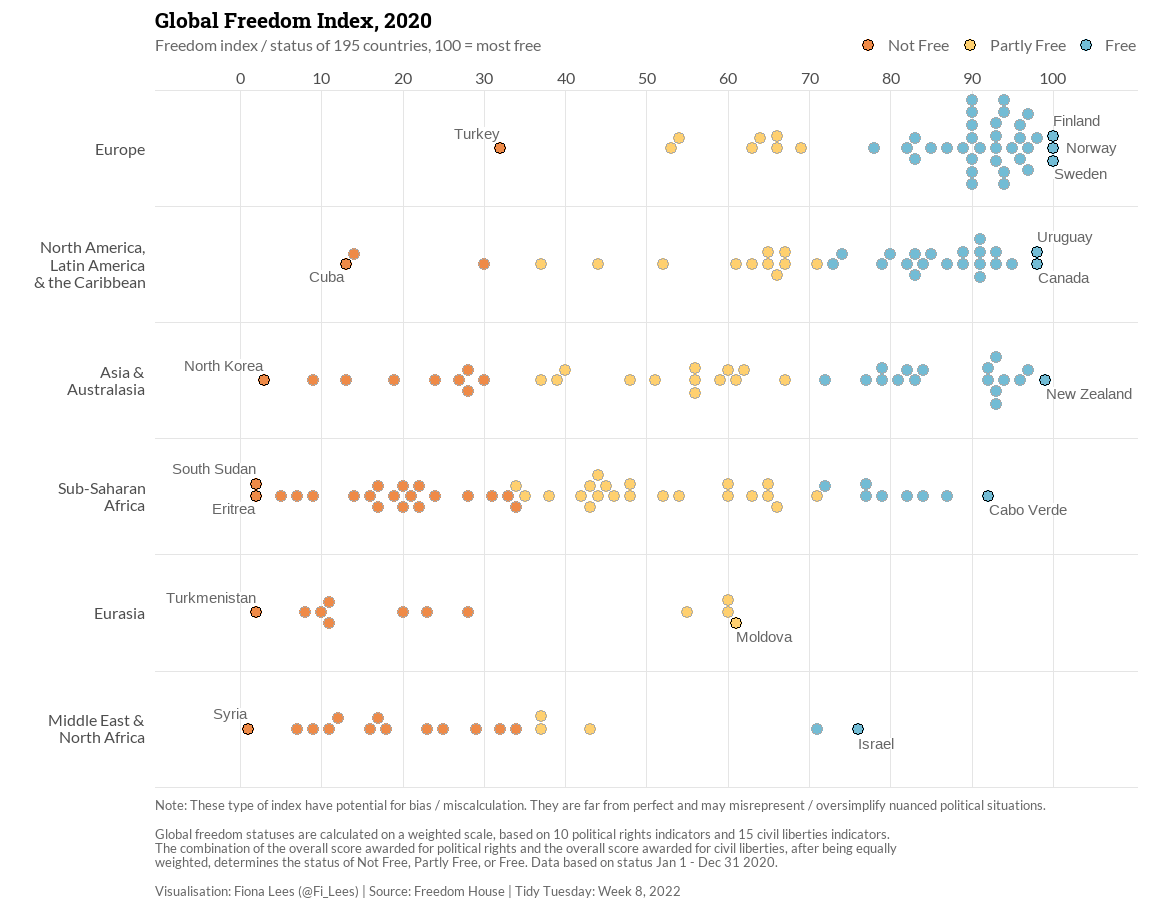 Global Freedom Index, 2020
Freedom index / status of 195 countries, 100 = most free
Not Free Partly Free Free
0 10 20 30 40 50 60 70 80 90 100
Europe
Turkey
Finland
Norway
Sweden
North America,
Latin America
& the Caribbean
Cuba
Uruguay
Canada
Asia &
Australasia
North Korea
New Zealand
Sub-Saharan
Africa
South Sudan
Eritrea
Cabo Verde
Eurasia
Turkmenistan
Moldova
Middle East &
North Africa
Syria
Israel
Note: These type of index have potential for bias / miscalculation. They are far from perfect and may misrepresent / oversimplify nuanced political situations.
Global freedom statuses are calculated on a weighted scale, based on 10 political rights indicators and 15 civil liberties indicators.
The combination of the overall score awarded for political rights and the overall score awarded for civil liberties, after being equally
weighted, determines the status of Not Free, Partly Free, or Free. Data based on status Jan 1 - Dec 31 2020.
Visualisation: Fiona Lees (@Fi_Lees) | Source: Freedom House | Tidy Tuesday: Week 8, 2022